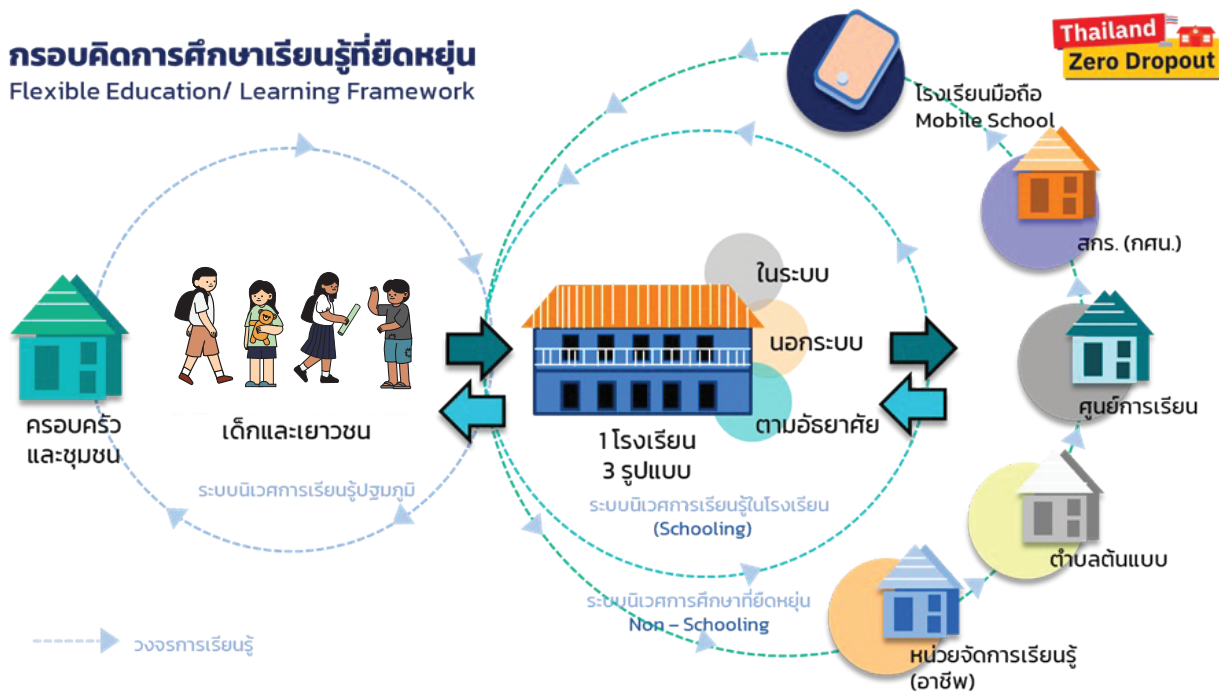 กรอบคิดการศึกษาเรียนรู้ที่ยืดหยุ่น
Flexible Education/ Learning Framework
Thailand
Zero Dropout
โรงเรียนมือถือ
Mobile School
สกร. (กศน.)
ในระบบ
นอกระบบ
ตามอัธยาศัย
ศูนย์การเรียน
ครอบครัว
และชุมชน
เด็กและเยาวชน
1 โรงเรียน
3 รูปแบบ
ระบบนิเวศการเรียนรู้ปฐมภูมิ
ระบบนิเวศการเรียนรู้ในโรงเรียน
(Schooling)
ตำบลต้นแบบ
ระบบนิเวศการศึกษาที่ยืดหยุ่น
Non – Schooling
วงจรการเรียนรู้
หน่วยจัดการเรียนรู้
(อาชีพ)